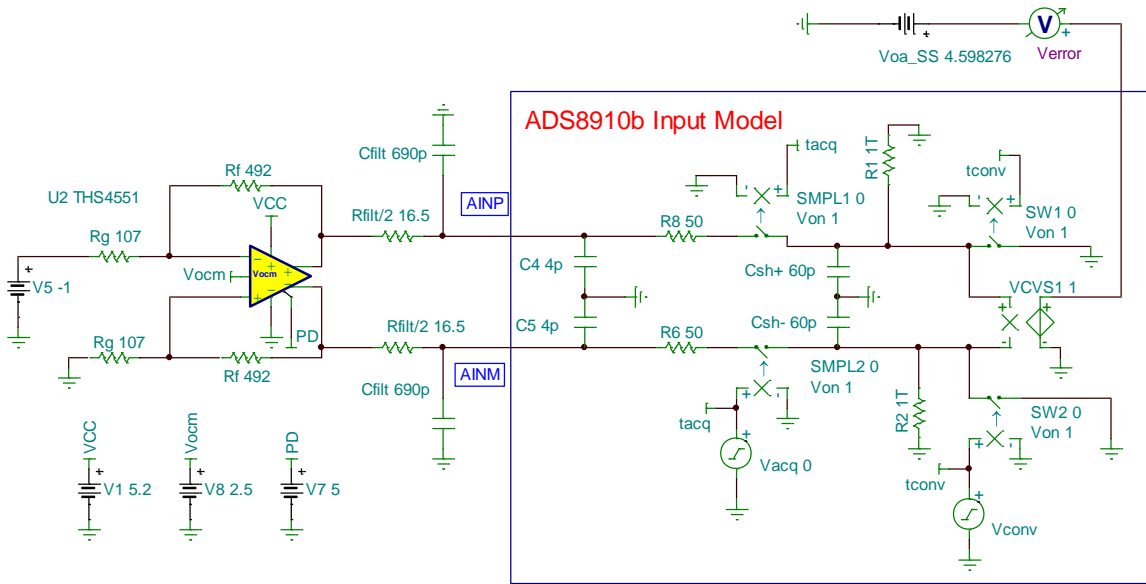 Voa_SS 4.598276
V
+
Verror
ADS8910b Input Model
Cfilt 690p
Rf 492
U2 THS4551
VCC
Rfilt/2 16.5
AINP
Rg 107
Vocm
Vocm
V5 -1
PD
Rg 107
Rf 492
Rfilt/2 16.5
AINM
Cfilt 690p
tacq
SMPL1 0
Von 1
R8 50
R1 1T
tconv
SW1 0
Von 1
C4 4p
C5 4p
Csh+ 60p
Csh- 60p
VCVS1 1
R6 50
SMPL2 0
Von 1
R2 1T
SW2 0
Von 1
tacq
Vacq 0
tconv
Vconv
VCC
V1 5.2
Vocm
V8 2.5
PD
V7 5